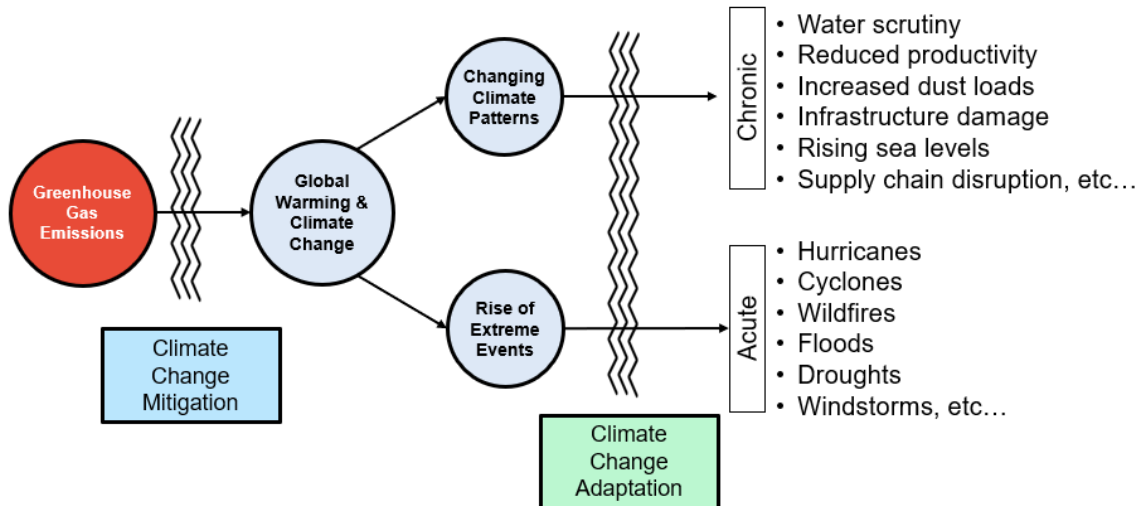 Greenhouse
Gas
Emissions
Climate
Change
Mitigation
Global
Warming &
Climate
Change
Changing
Climate
Patterns
Rise of
Extreme
Events
Climate
Change
Adaptation
Chronic
• Water scrutiny
• Reduced productivity
• Increased dust loads
• Infrastructure damage
• Rising sea levels
• Supply chain disruption, etc…
Acute
• Hurricanes
• Cyclones
• Wildfires
• Floods
• Droughts
• Windstorms, etc…